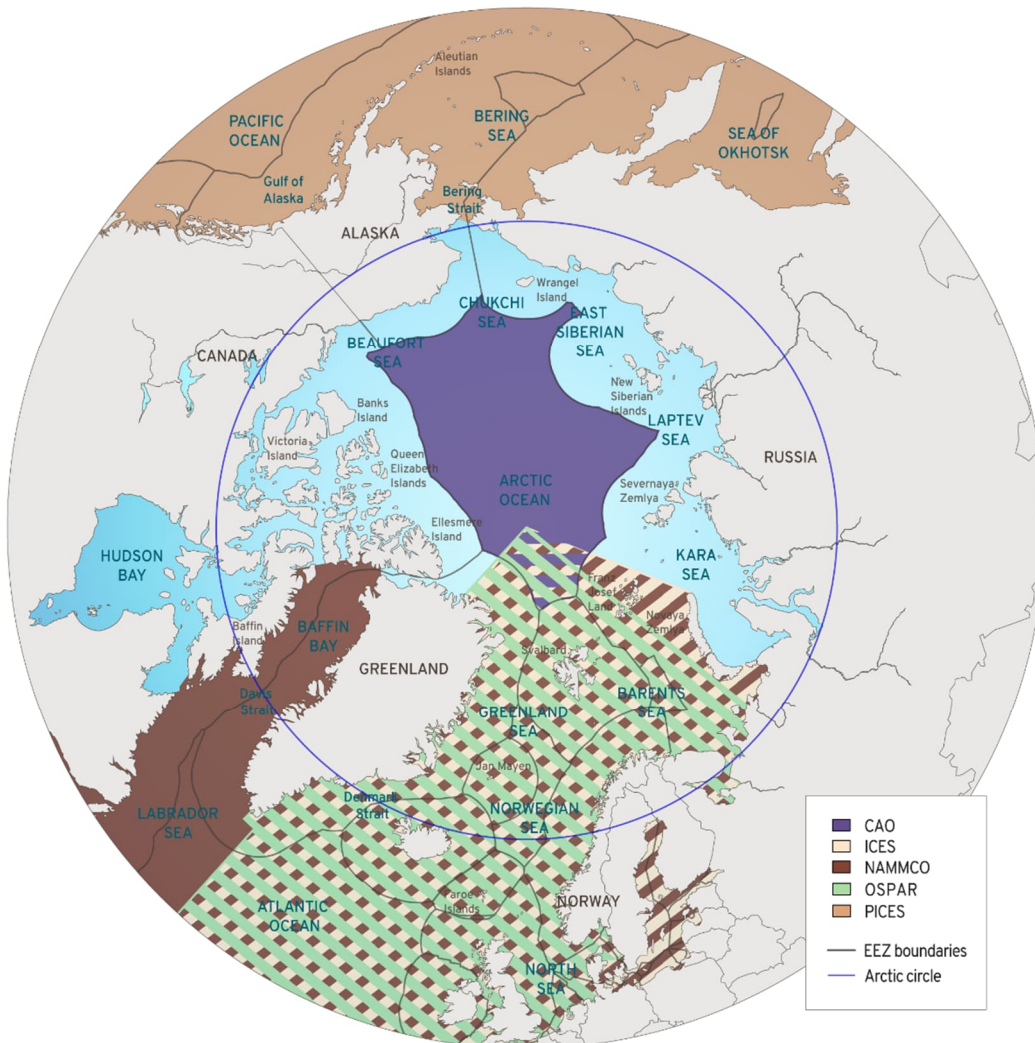 Aleutian
Islands
PACIFIC
OCEAN
BERING
SEA
SEA OF
OKHOTSK
Gulf of
Alaska
Bering
Strait
ALASKA
Wrangel
Island
CHUKCHI
SEA
EAST
SIBERIAN
SEA
BEAUFORT
SEA
CANADA
New
Siberian
Islands
Banks
Island
LAPTEV
SEA
Victoria
Island
Queen
Elizabeth
Islands
RUSSIA
ARCTIC
OCEAN
Severnaya
Zemlya
Ellesmere
Island
HUDSON
BAY
KARA
SEA
Franz
Josef
Land
Novaya
Zemlya
Baffin
Island
BAFFIN
BAY
Svalbard
GREENLAND
Davis
Strait
BARENTS
SEA
GREENLAND
SEA
Jan Mayen
Denmark
Strait
LABRADOR
SEA
NORWEGIAN
SEA
Faroe
Islands
NORWAY
ATLANTIC
OCEAN
NORTH
SEA
CAO
ICES
NAMMCO
OSPAR
PICES
EEZ boundaries
Arctic circle